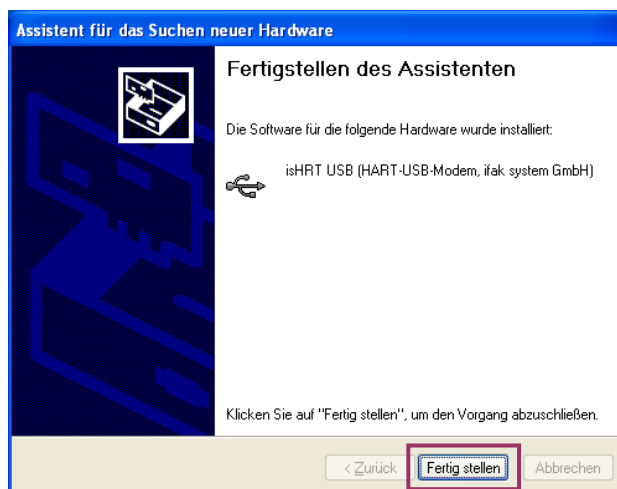 Assistent für das Suchen neuer Hardware
Fertigstellen des Assistenten
Die Software für die folgende Hardware wurde installiert:
isHRT USB (HART-USB-Modem, ifak system GmbH)
Klicken Sie auf "Fertig stellen", um den Vorgang abzuschließen.
< Zurück Fertig stellen Abbrechen